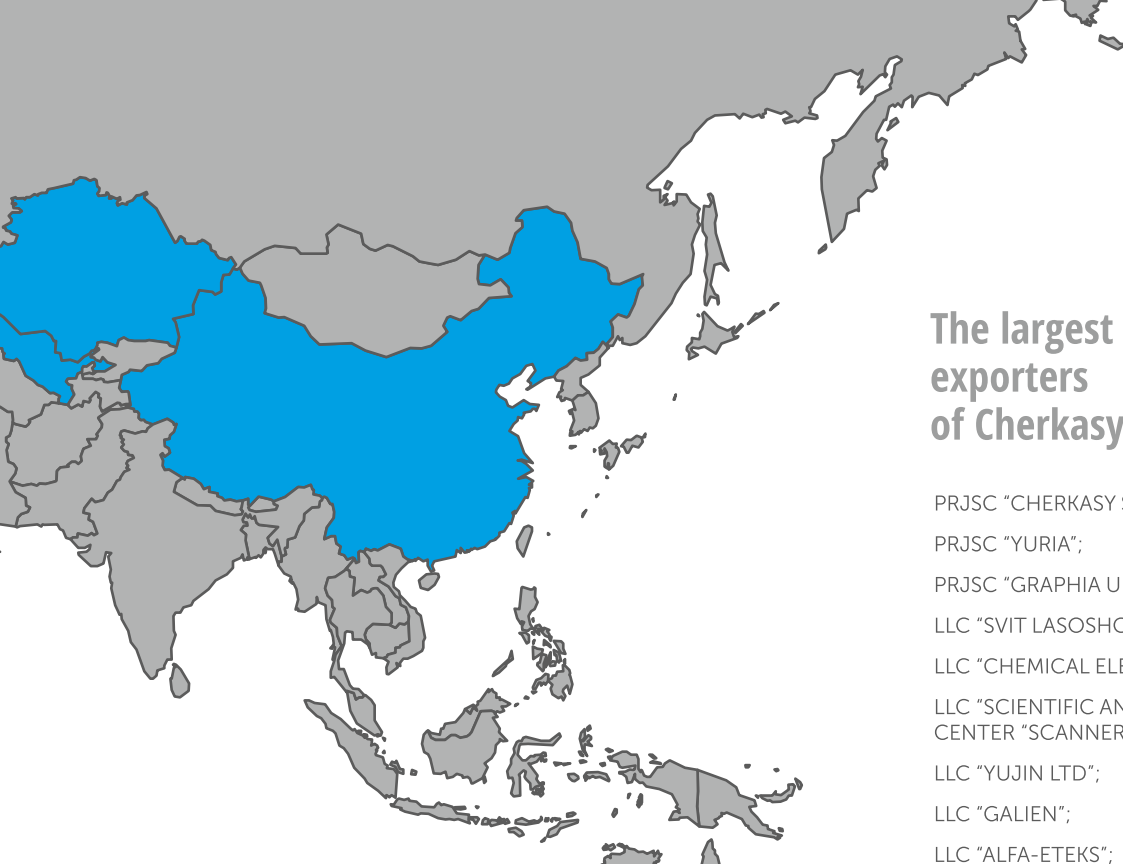 The largest
exporters
of Cherkasy
PRJSC “CHERKASY
PRJSC “YURIA”;
PRJSC “GRAPHIA U
LLC “SVIT LASOSHC
LLC “CHEMICAL ELE
LLC “SCIENTIFIC AN
CENTER “SCANNER
LLC “YUJIN LTD”;
LLC “GALIEN”;
LLC “ALFA-ETEKS”;